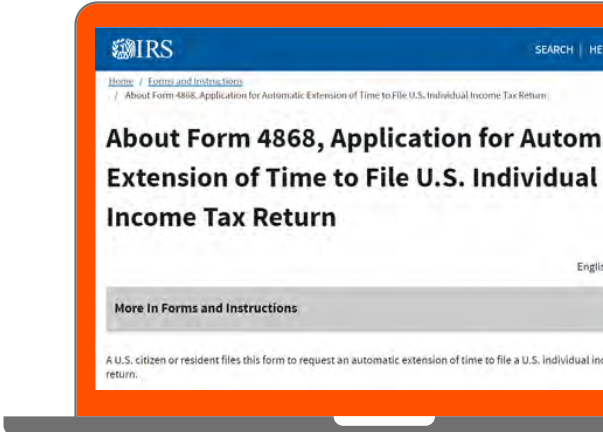 IRS
SEARCH | HE
Home / Forms and Instructions
/ About Form 4868, Application for Automatic Extension of Time to File U.S. Individual Income Tax Return
About Form 4868, Application for Autom
Extension of Time to File U.S. Individual
Income Tax Return
Englis
More In Forms and Instructions
A U.S. citizen or resident files this form to request an automatic extension of time to file a U.S. individual inc
return.